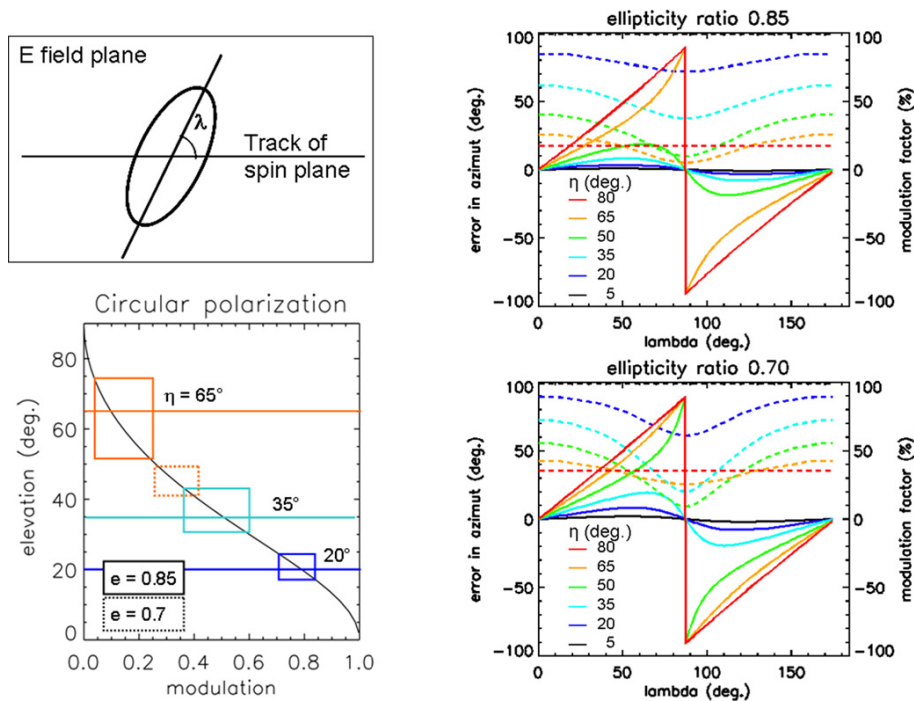 E field plane
λ
Track of
spin plane
Circular polarization
80
60
40
20
0
elevation (deg.)
η = 65°
35°
20°
e = 0.85
e = 0.7
0.0 0.2 0.4 0.6 0.8 1.0
modulation
ellipticity ratio 0.85
100
50
0
-50
-100
error in azimut (deg.)
η (deg.)
80
65
50
35
20
5
100
50
0
-50
-100
modulation factor (%)
0 50 100 150
lambda (deg.)
ellipticity ratio 0.70
100
50
0
-50
-100
error in azimut (deg.)
η (deg.)
80
65
50
35
20
5
100
50
0
-50
-100
modulation factor (%)
0 50 100 150
lambda (deg.)